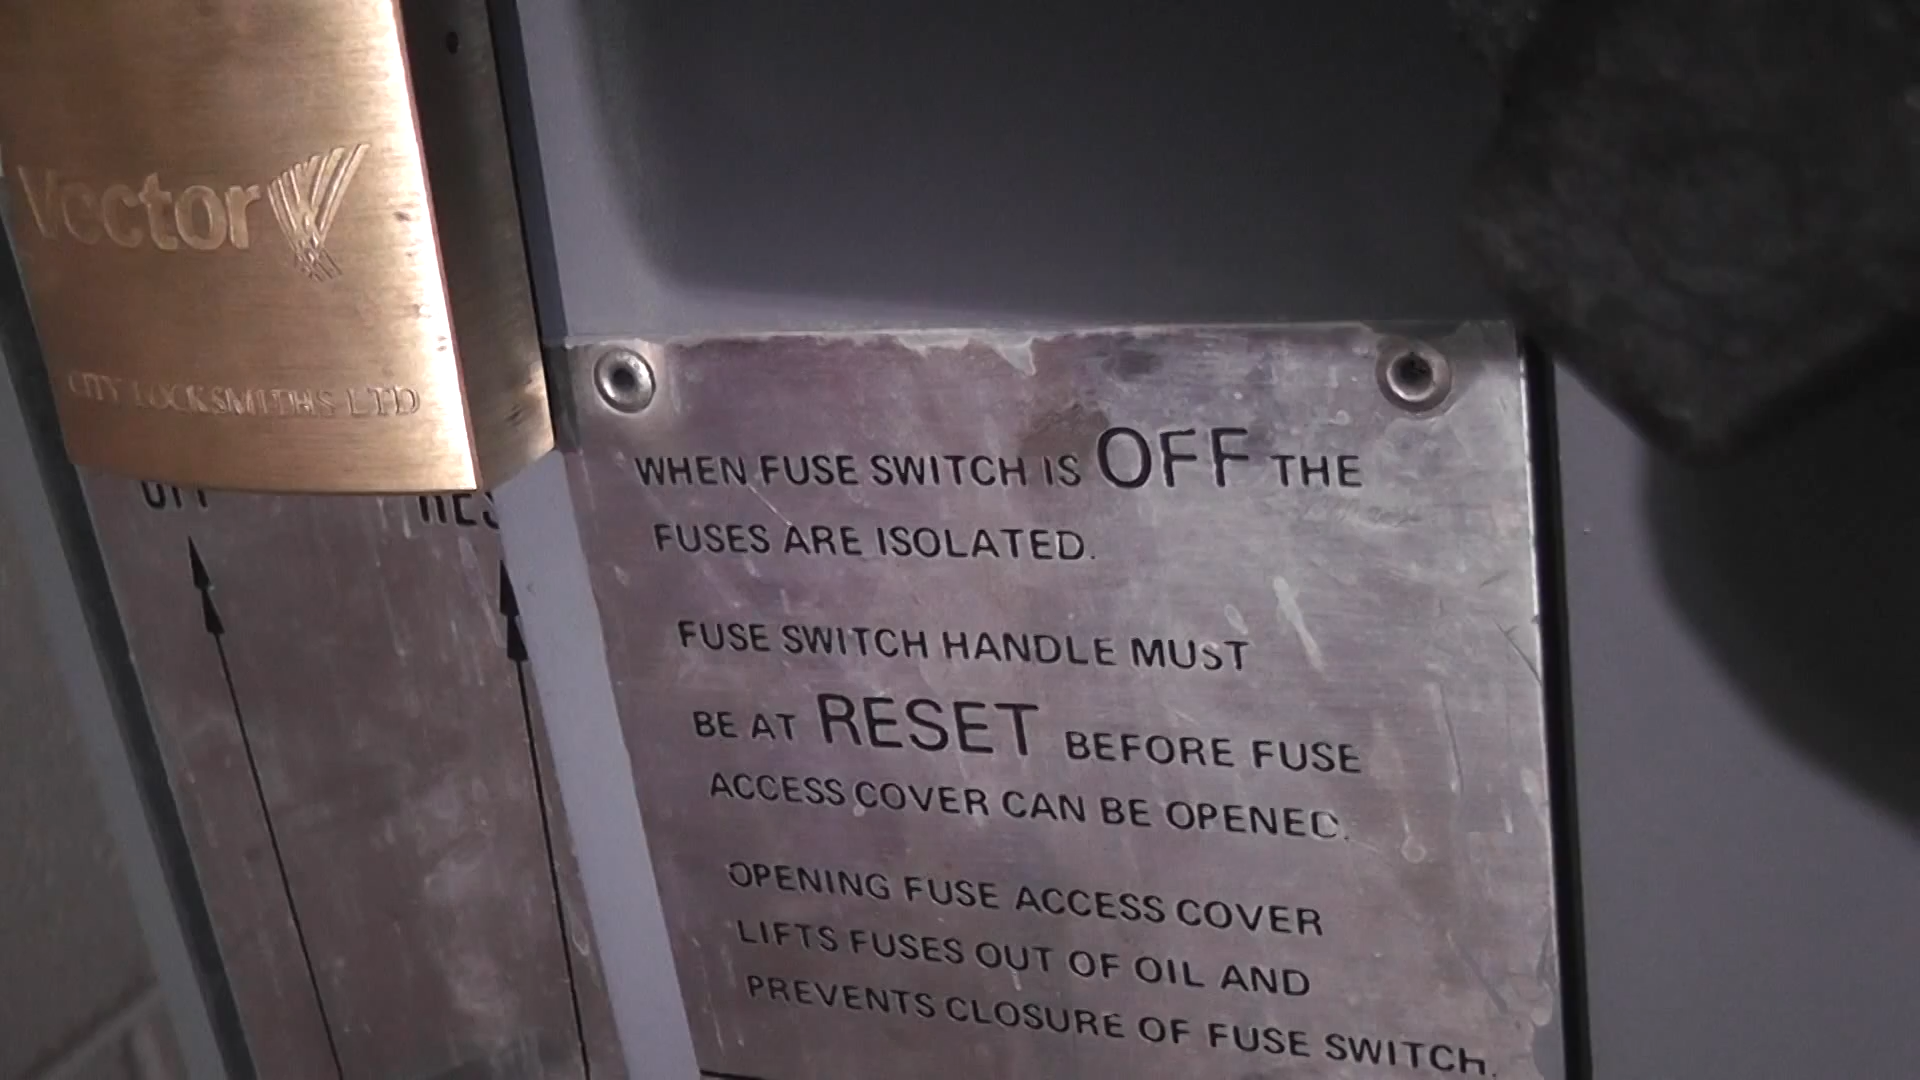 Vector
CITY LOCKSMITHS LTD
OFF
WHEN FUSE SWITCH IS OFF THE
FUSES ARE ISOLATED.
FUSE SWITCH HANDLE MUST
BE AT RESET BEFORE FUSE
ACCESS COVER CAN BE OPENED.
OPENING FUSE ACCESS COVER
LIFTS FUSES OUT OF OIL AND
PREVENTS CLOSURE OF FUSE SWITCH.